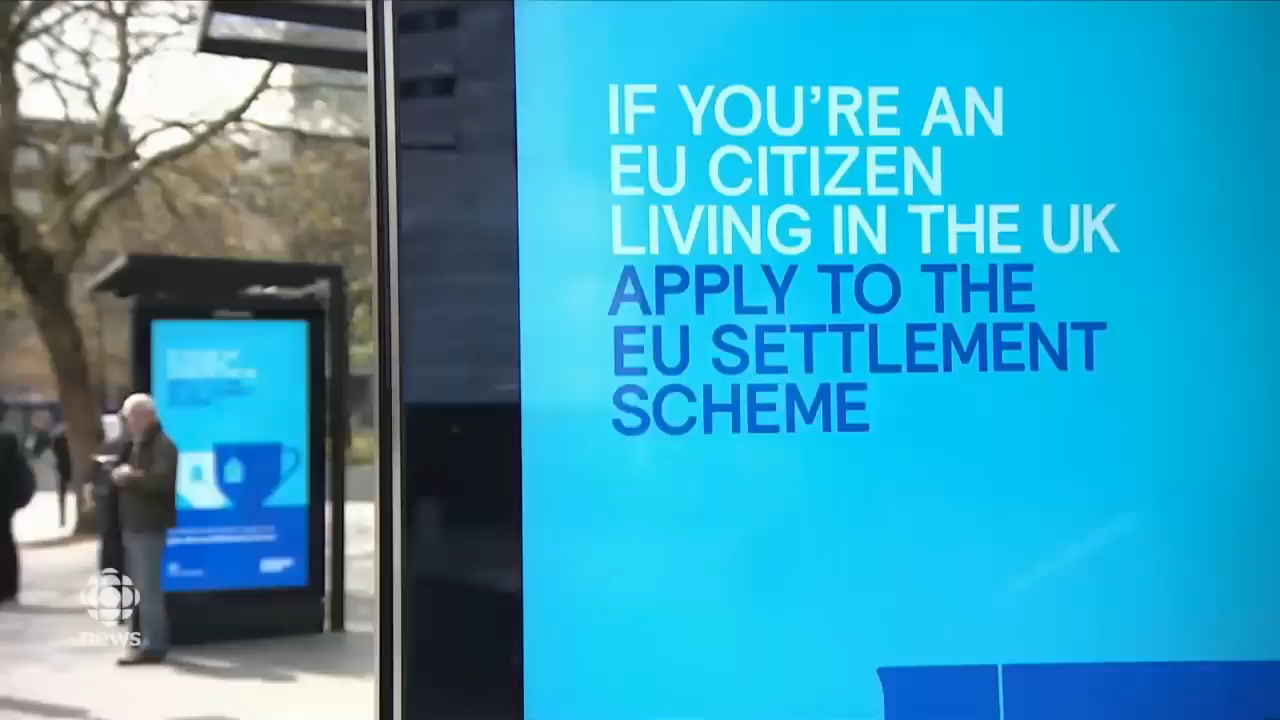 IF YOU'RE AN
EU CITIZEN
LIVING IN THE UK
APPLY TO THE
EU SETTLEMENT
SCHEME
news